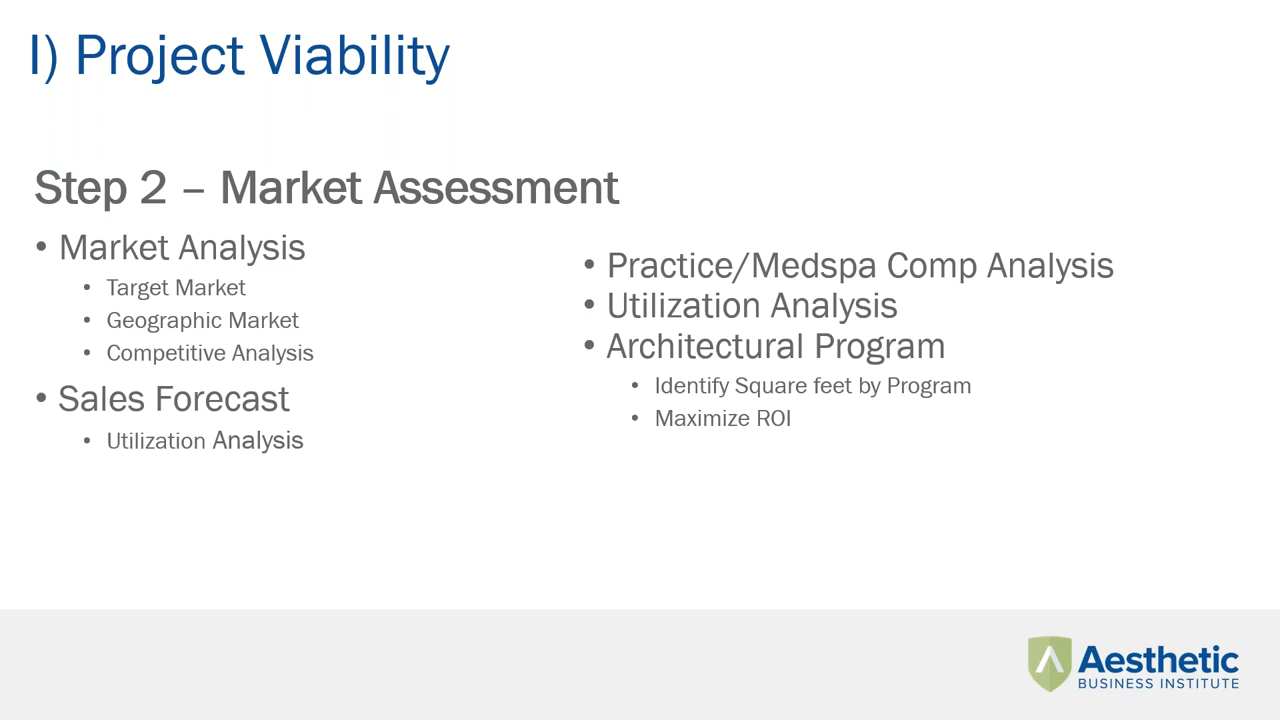 I) Project Viability
Step 2 – Market Assessment
• Market Analysis
• Target Market
• Geographic Market
• Competitive Analysis
• Sales Forecast
• Utilization Analysis
• Practice/Medspa Comp Analysis
• Utilization Analysis
• Architectural Program
• Identify Square feet by Program
• Maximize ROI
Aesthetic
BUSINESS INSTITUTE